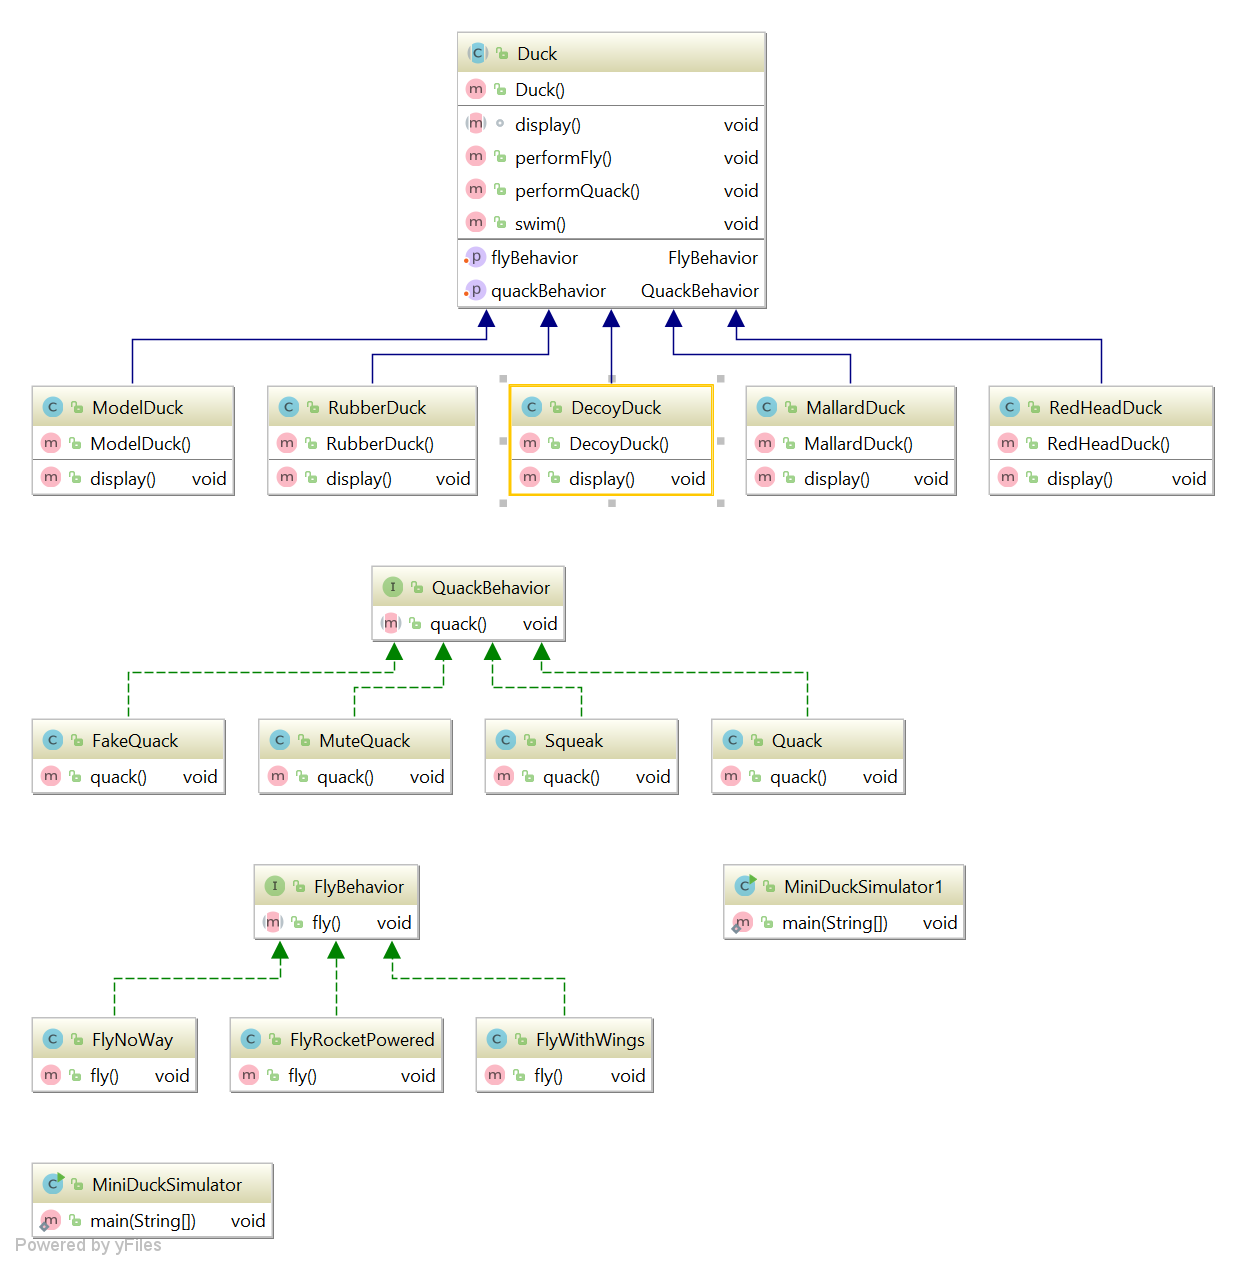 Duck
Duck()
display() void
performFly() void
performQuack() void
swim() void
flyBehavior FlyBehavior
quackBehavior QuackBehavior
ModelDuck
ModelDuck()
display() void
RubberDuck
RubberDuck()
display() void
DecoyDuck
DecoyDuck()
display() void
MallardDuck
MallardDuck()
display() void
RedHeadDuck
RedHeadDuck()
display() void
QuackBehavior
quack() void
FakeQuack
quack() void
MuteQuack
quack() void
Squeak
quack() void
Quack
quack() void
FlyBehavior
fly() void
MiniDuckSimulator1
main(String[]) void
FlyNoWay
fly() void
FlyRocketPowered
fly() void
FlyWithWings
fly() void
MiniDuckSimulator
main(String[]) void
Powered by yFiles